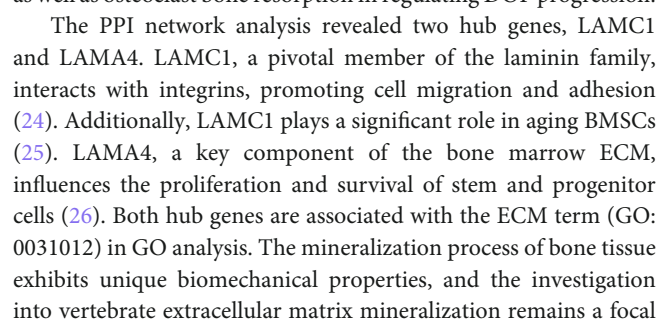 as well as osteoclast bone resorption in regulating
The PPI network analysis revealed two hub genes, LAMC1
and LAMA4. LAMC1, a pivotal member of the laminin family,
interacts with integrins, promoting cell migration and adhesion
(24). Additionally, LAMC1 plays a significant role in aging BMSCs
(25). LAMA4, a key component of the bone marrow ECM,
influences the proliferation and survival of stem and progenitor
cells (26). Both hub genes are associated with the ECM term (GO:
0031012) in GO analysis. The mineralization process of bone tissue
exhibits unique biomechanical properties, and the investigation
into vertebrate extracellular matrix mineralization remains a focal